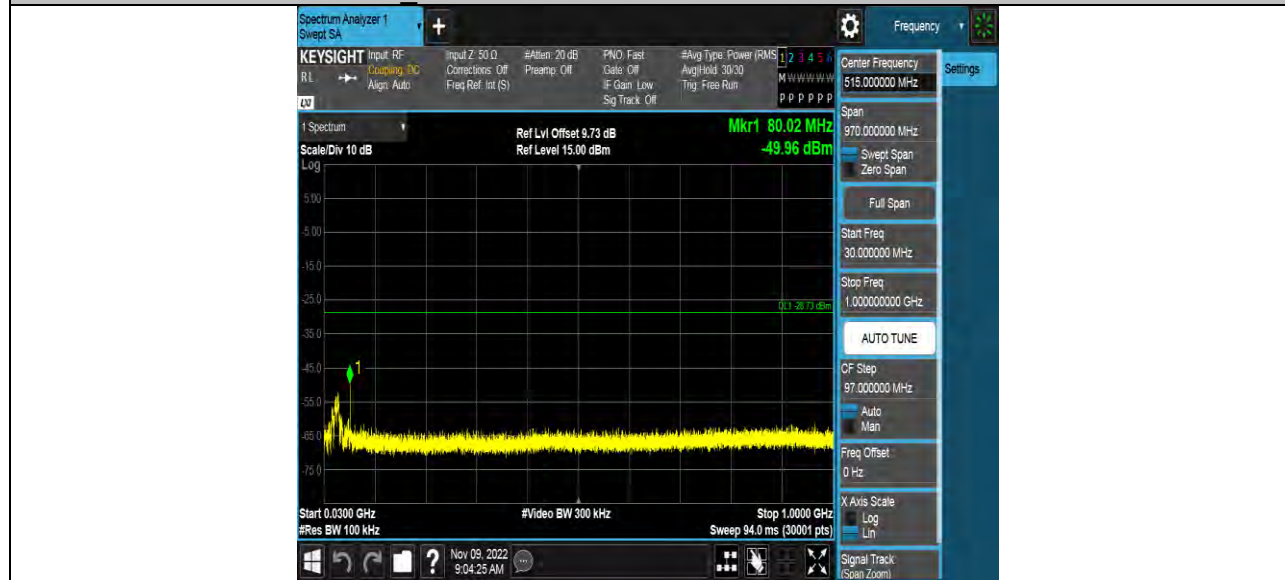 Spectrum Analyzer 1
Swept SA
+
Frequency
KEYSIGHT
RL
LXI
Input: RF
Coupling: DC
Align: Auto
Input Z: 50 Ω
Corrections: Off
Freq Ref: Int (S)
#Atten: 20 dB
Preamp: Off
PNO: Fast
Gate: Off
IF Gain: Low
Sig Track: Off
#Avg Type: Power (RMS
Avg|Hold: 30/30
Trig: Free Run
1 2 3 4 5 6
M W W W W W
P P P P P P
1 Spectrum
Scale/Div 10 dB
Log
Ref Lvl Offset 9.73 dB
Ref Level 15.00 dBm
Mkr1 80.02 MHz
-49.96 dBm
5.00
-5.00
-15.0
-25.0
DL1 -28.73 dBm
-35.0
-45.0
1
-55.0
-65.0
-75.0
Start 0.0300 GHz
#Res BW 100 kHz
#Video BW 300 kHz
Stop 1.0000 GHz
Sweep 94.0 ms (30001 pts)
Nov 09, 2022
9:04:25 AM
?
Settings
Center Frequency
515.000000 MHz
Span
970.000000 MHz
Swept Span
Zero Span
Full Span
Start Freq
30.000000 MHz
Stop Freq
1.000000000 GHz
AUTO TUNE
CF Step
97.000000 MHz
Auto
Man
Freq Offset
0 Hz
X Axis Scale
Log
Lin
Signal Track
(Span Zoom)